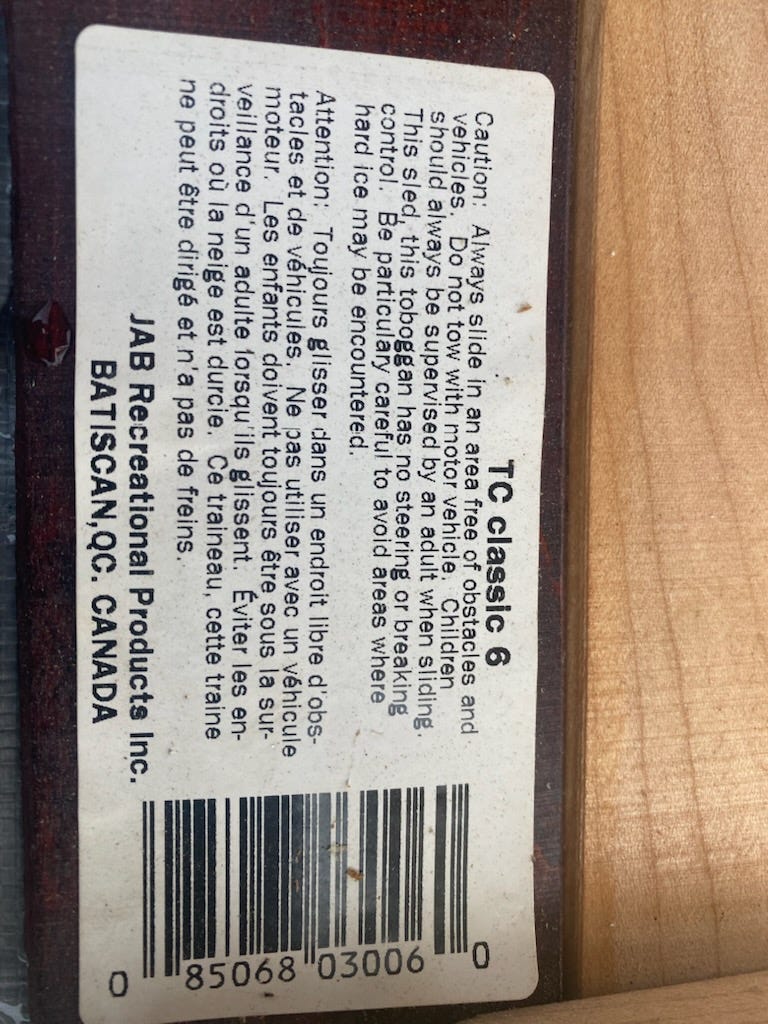 TC classic 6
Caution: Always slide in an area free of obstacles and
vehicles. Do not tow with motor vehicle. Children
should always be supervised by an adult when sliding
This sled, this toboggan has no steering or breaking
control. Be particulary careful to avoid areas where
hard ice may be encountered.
Attention: Toujours glisser dans un endroit libre d'obs-
tacles et de véhicules. Ne pas utiliser avec un véhicule
moteur. Les enfants doivent toujours être sous la sur-
veillance d'un adulte lorsqu'ils glissent. Éviter les en-
droits où la neige est durcie. Ce traineau, cette traine
ne peut être dirigé et n'a pas de freins.
JAB Recreational Products Inc.
BATISCAN,QC. CANADA
0 85068 03006 0